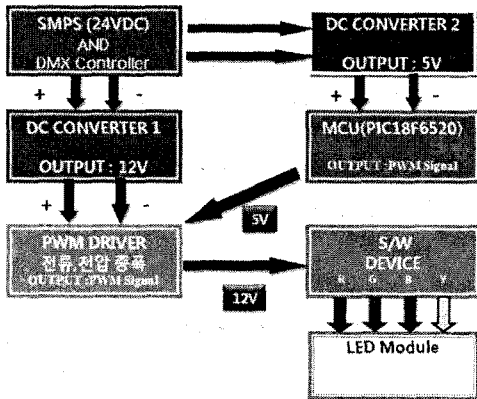 SMPS (24VDC)
AND
DMX Controller
DC CONVERTER 2
OUTPUT : 5V
+ -
+ -
DC CONVERTER 1
OUTPUT : 12V
MCU(PIC18F6520)
OUTPUT :PWM Signal
+ -
5V
PWM DRIVER
전류,전압 증폭
OUTPUT :PWM Signal
12V
S/W
DEVICE
R G B Y
LED Module